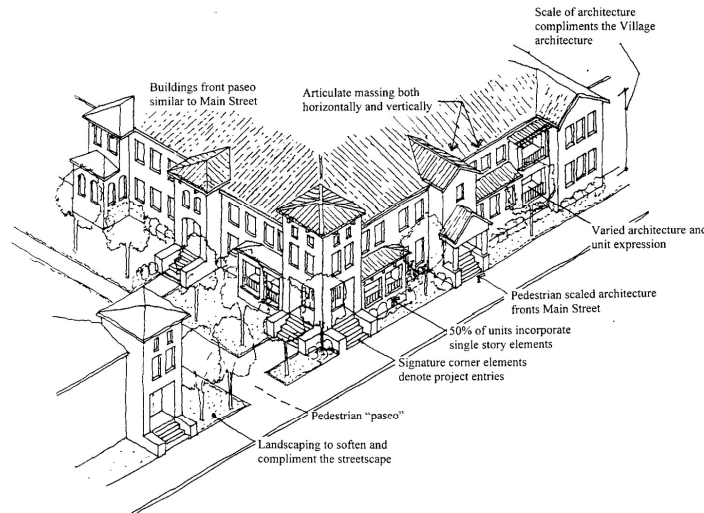 Scale of architecture
compliments the Village
architecture
Buildings front paseo
similar to Main Street
Articulate massing both
horizontally and vertically
Varied architecture and
unit expression
Pedestrian scaled architecture
fronts Main Street
50% of units incorporate
single story elements
Signature corner elements
denote project entries
Pedestrian "paseo"
Landscaping to soften and
compliment the streetscape